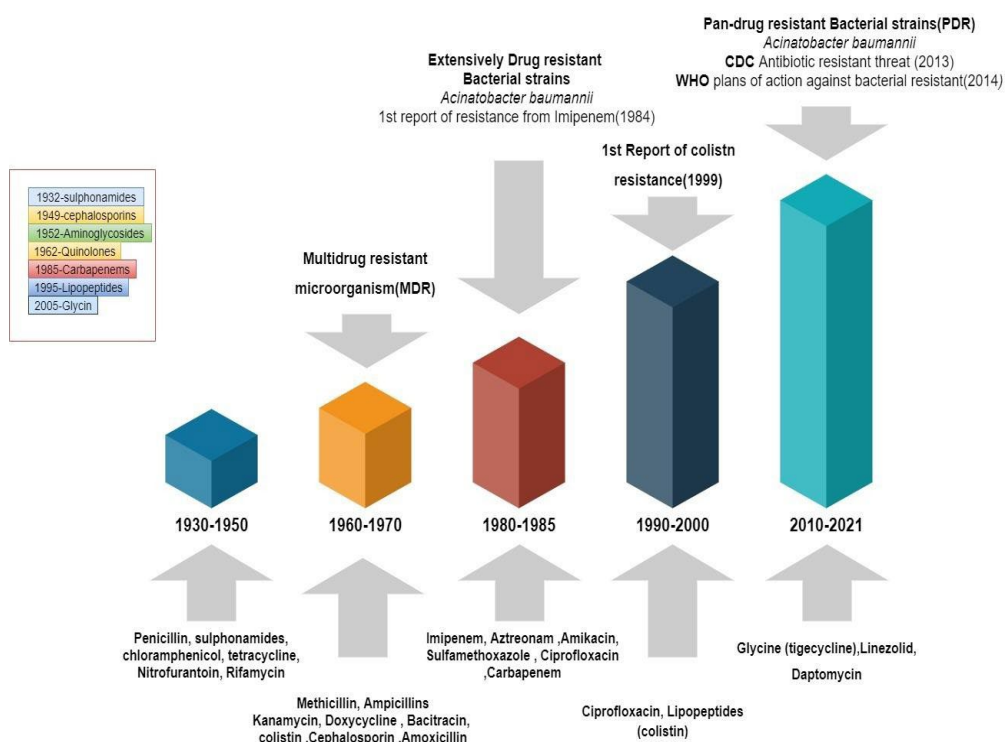 Pan-drug resistant Bacterial strains(PDR)
Acinatobacter baumannii
CDC Antibiotic resistant threat (2013)
WHO plans of action against bacterial resistant(2014)
Extensively Drug resistant
Bacterial strains
Acinatobacter baumannii
1st report of resistance from Imipenem(1984)
1st Report of colistn
resistance(1999)
1932-sulphonamides
1949-cephalosporins
1952-Aminoglycosides
1962-Quinolones
1985-Carbapenems
1995-Lipopeptides
2005-Glycin
Multidrug resistant
microorganism(MDR)
1930-1950
1960-1970
1980-1985
1990-2000
2010-2021
Penicillin, sulphonamides,
chloramphenicol, tetracycline,
Nitrofurantoin, Rifamycin
Methicillin, Ampicillins
Kanamycin, Doxycycline , Bacitracin,
colistin ,Cephalosporin ,Amoxicillin
Imipenem, Aztreonam ,Amikacin,
Sulfamethoxazole , Ciprofloxacin
,Carbapenem
Ciprofloxacin, Lipopeptides
(colistin)
Glycine (tigecycline),Linezolid,
Daptomycin